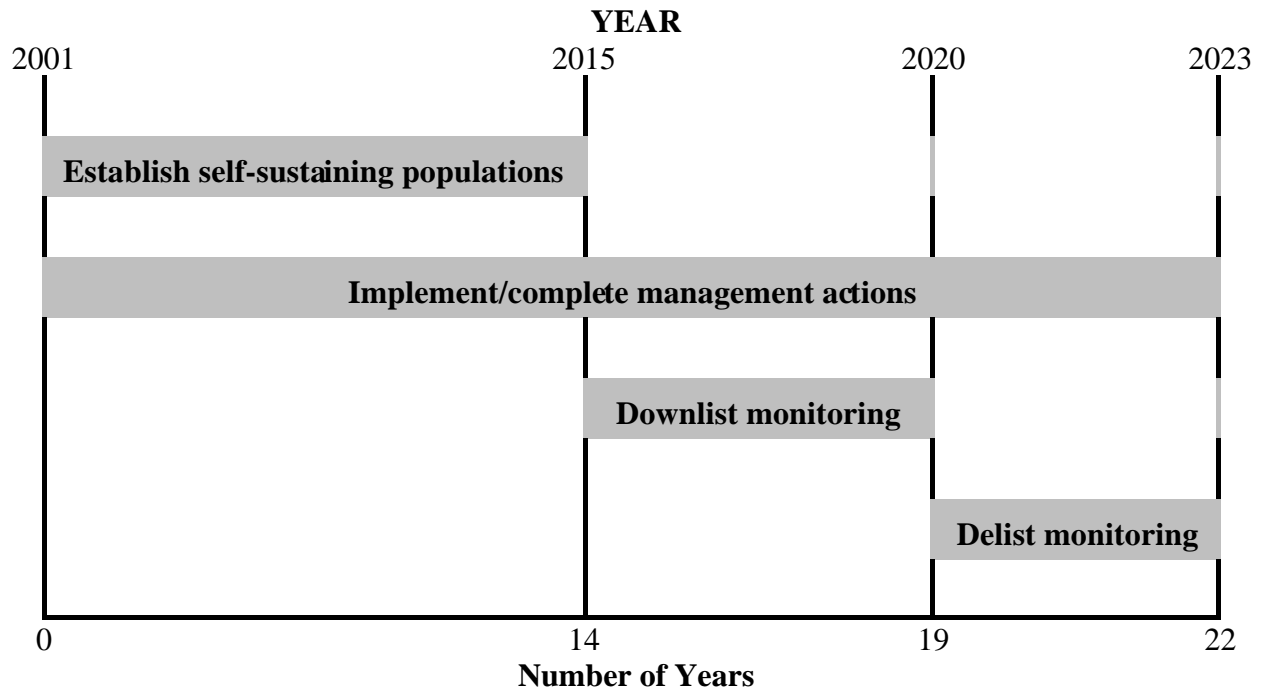 YEAR
2001 2015 2020 2023
Establish self-sustaining populations
Implement/complete management actions
Downlist monitoring
Delist monitoring
0 14 19 22
Number of Years